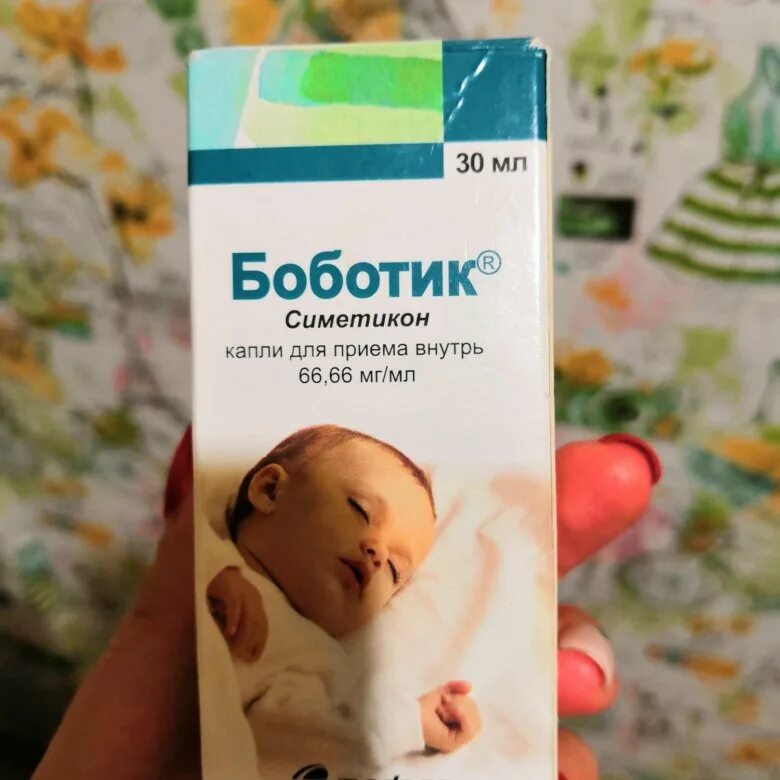 30 мл
Боботик®
Симетикон
капли для приема внутрь
66,66 мг/мл